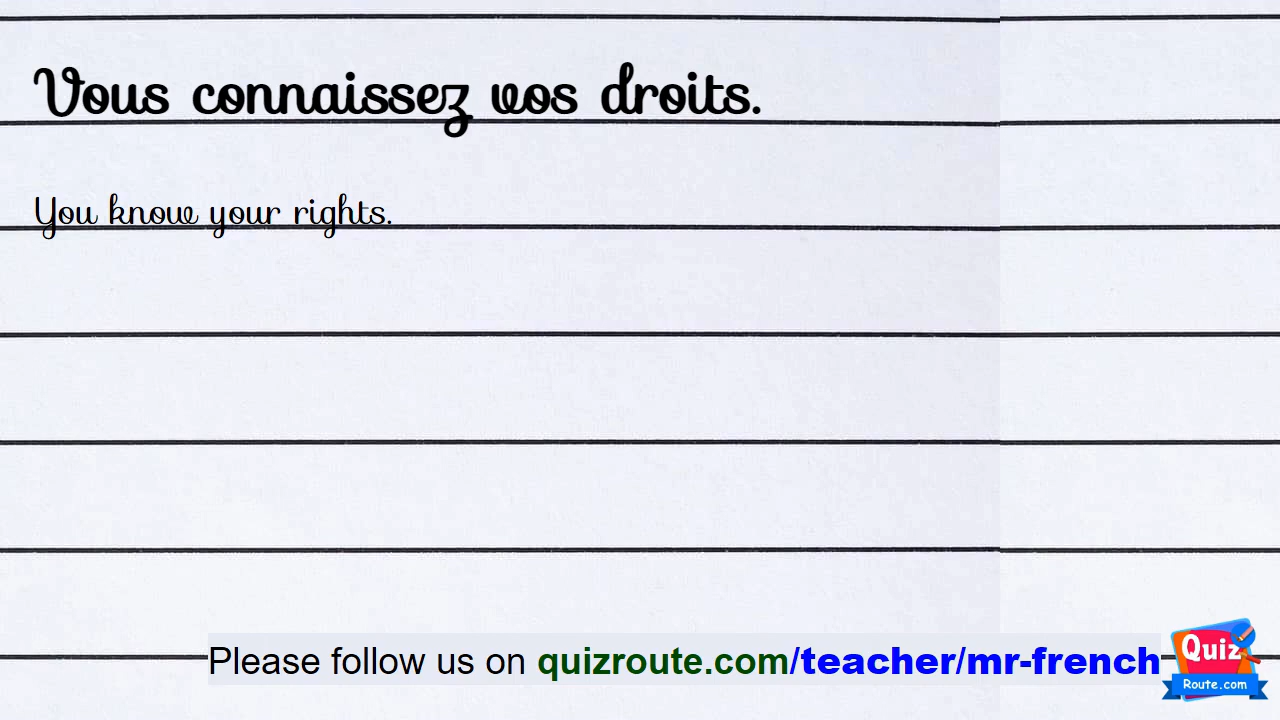 Vous connaissez vos droits.
You know your rights.
Please follow us on quizroute.com/teacher/mr-french
Quiz
Route.com